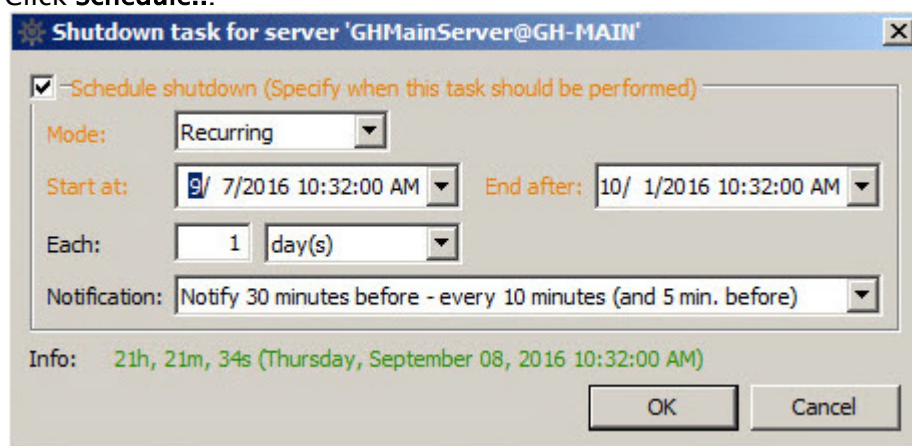 Click Schedule...
Shutdown task for server 'GHMainServer@GH-MAIN'
Schedule shutdown (Specify when this task should be performed)
Mode: Recurring
Start at: 9/ 7/2016 10:32:00 AM End after: 10/ 1/2016 10:32:00 AM
Each: 1 day(s)
Notification: Notify 30 minutes before - every 10 minutes (and 5 min. before)
Info: 21h, 21m, 34s (Thursday, September 08, 2016 10:32:00 AM)
OK Cancel